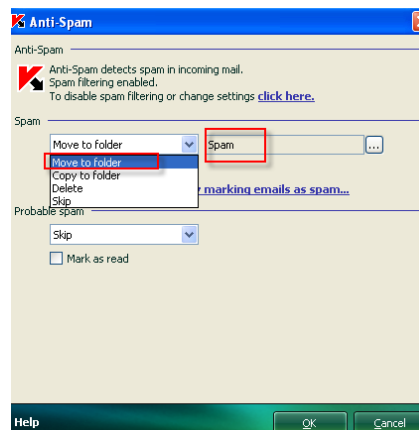 Anti-Spam
Anti-Spam
Anti-Spam detects spam in incoming mail.
Spam filtering enabled.
To disable spam filtering or change settings click here.
Spam
Move to folder Spam ...
Move to folder
Copy to folder
Delete
Skip
marking emails as spam...
Probable spam
Skip
Mark as read
Help OK Cancel